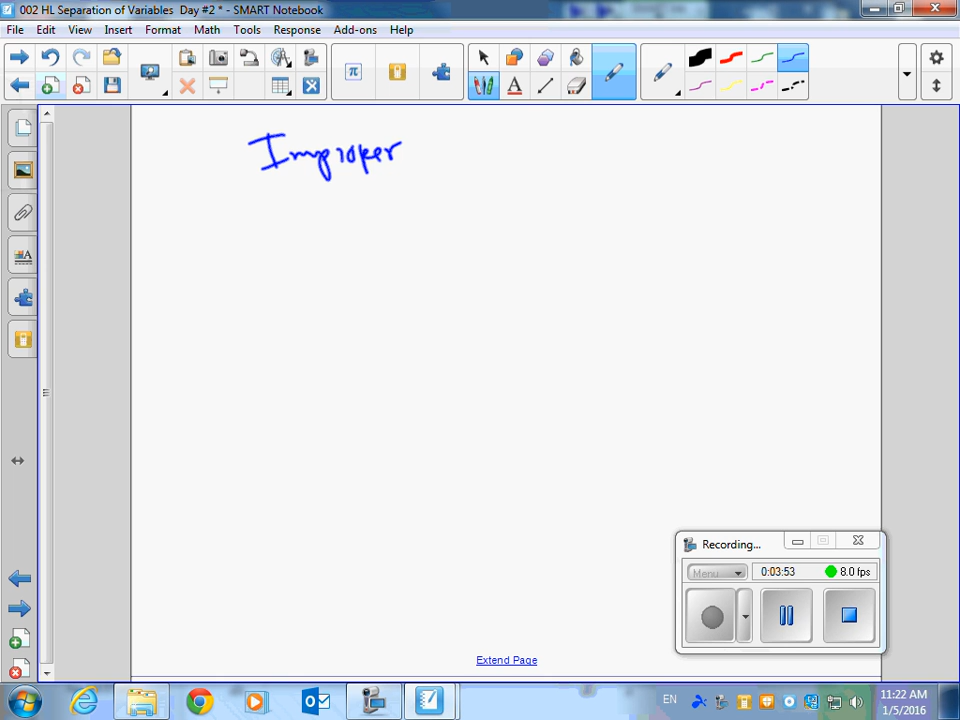 002 HL Separation of Variables Day #2 * - SMART Notebook
File Edit View Insert Format Math Tools Response Add-ons Help
Improper
Recording...
Menu 0:03:53 8.0 fps
Extend Page
EN 11:22 AM
1/5/2016